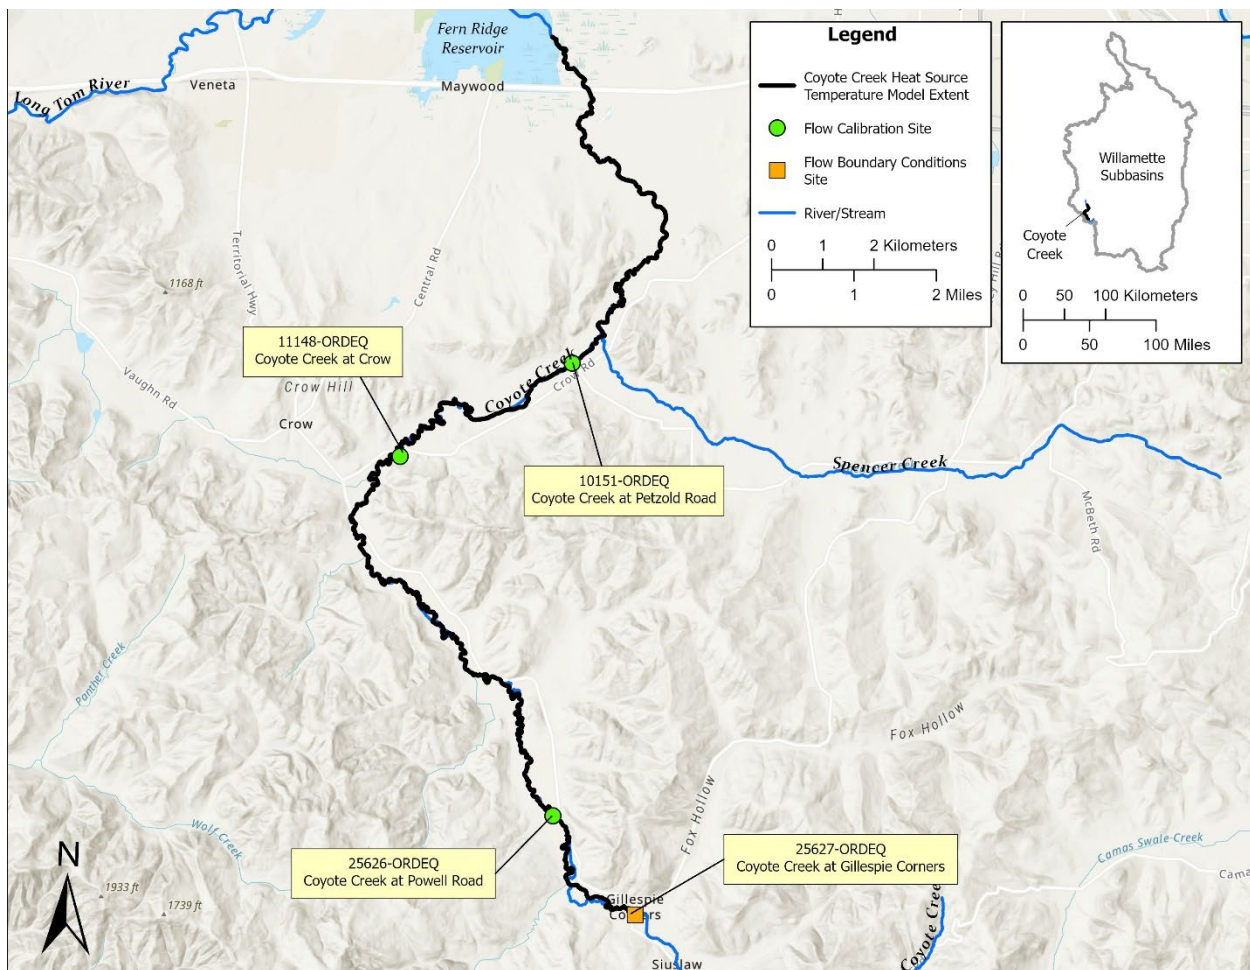 Fern Ridge
Reservoir
Long Tom River
Veneta
Maywood
Legend
Coyote Creek Heat Source
Temperature Model Extent
Flow Calibration Site
Flow Boundary Conditions
Site
River/Stream
0 1 2 Kilometers
0 1 2 Miles
Willamette
Subbasins
Coyote
Creek
0 50 100 Kilometers
0 50 100 Miles
Territorial Hwy
Central Rd
1168 ft
11148-ORDEQ
Coyote Creek at Crow
Crow Hill
Vaughn Rd
Crow
Coyote Creek
Crow Rd
10151-ORDEQ
Coyote Creek at Petzold Road
Spencer Creek
McBeth Rd
Panther Creek
Fox Hollow
Fox Hollow
Wolf Creek
25626-ORDEQ
Coyote Creek at Powell Road
25627-ORDEQ
Coyote Creek at Gillespie Corners
Camas Swale Creek
N
1933 ft
1739 ft
Gillespie
Siuslaw